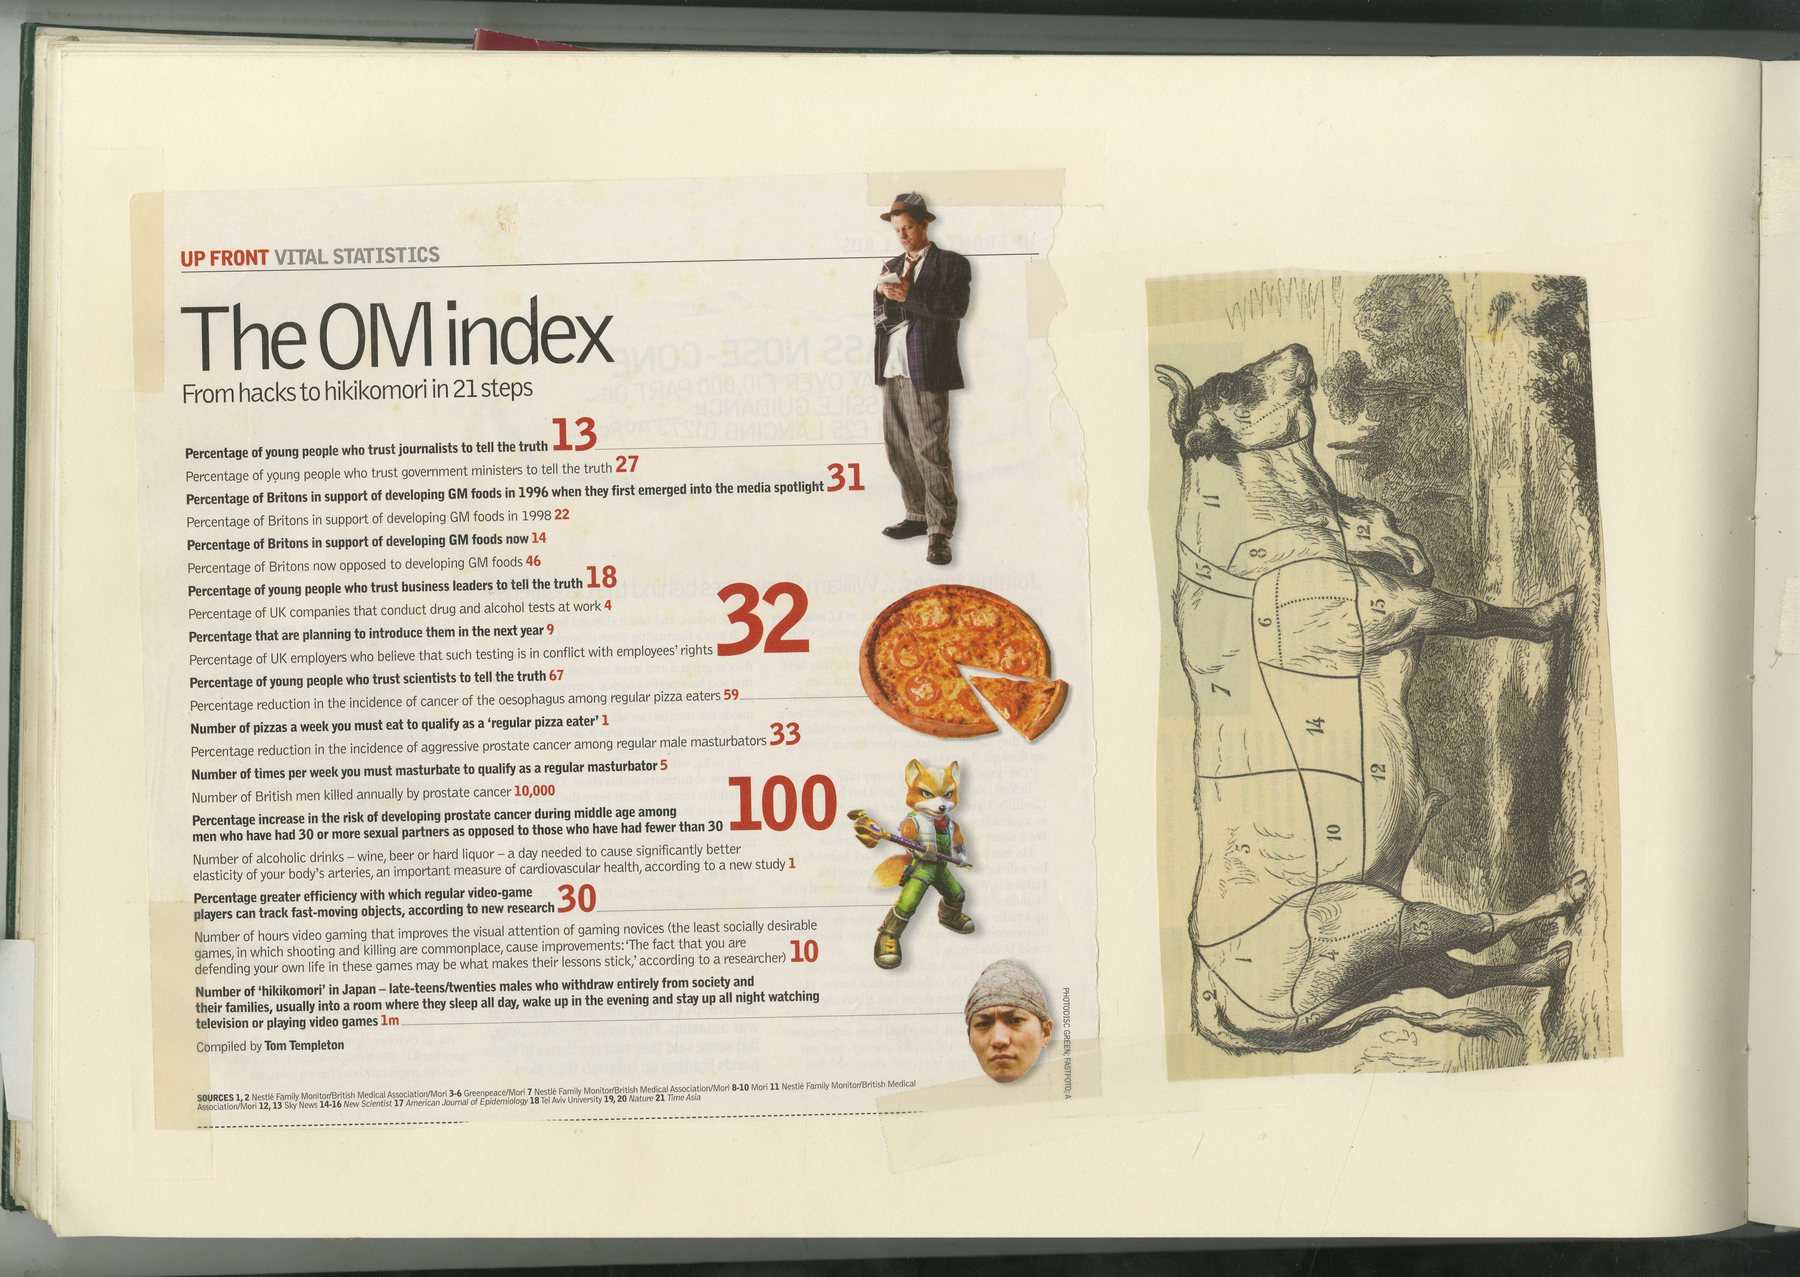 UP FRONT VITAL STATISTICS
The OM index
From hacks to hikikomori in 21 steps
Percentage of young people who trust journalists to tell the truth 13
Percentage of young people who trust government ministers to tell the truth 27
Percentage of Britons in support of developing GM foods in 1996 when they first emerged into the media spotlight 31
Percentage of Britons in support of developing GM foods in 1998 22
Percentage of Britons in support of developing GM foods now 14
Percentage of Britons now opposed to developing GM foods 46
Percentage of young people who trust business leaders to tell the truth 18
Percentage of UK companies that conduct drug and alcohol tests at work 4
Percentage that are planning to introduce them in the next year 9
Percentage of UK employers who believe that such testing is in conflict with employees' rights 32
Percentage of young people who trust scientists to tell the truth 67
Percentage reduction in the incidence of cancer of the oesophagus among regular pizza eaters 59
Number of pizzas a week you must eat to qualify as a 'regular pizza eater' 1
Percentage reduction in the incidence of aggressive prostate cancer among regular male masturbators 33
Number of times per week you must masturbate to qualify as a regular masturbator 5
Number of British men killed annually by prostate cancer 10,000
Percentage increase in the risk of developing prostate cancer during middle age among
men who have had 30 or more sexual partners as opposed to those who have had fewer than 30 100
Number of alcoholic drinks – wine, beer or hard liquor – a day needed to cause significantly better
elasticity of your body's arteries, an important measure of cardiovascular health, according to a new study 1
Percentage greater efficiency with which regular video-game
players can track fast-moving objects, according to new research 30
Number of hours video gaming that improves the visual attention of gaming novices (the least socially desirable
games, in which shooting and killing are commonplace, cause improvements: 'The fact that you are
defending your own life in these games may be what makes their lessons stick,' according to a researcher) 10
Number of 'hikikomori' in Japan – late-teens/twenties males who withdraw entirely from society and
their families, usually into a room where they sleep all day, wake up in the evening and stay up all night watching
television or playing video games 1m
Compiled by Tom Templeton
SOURCES 1, 2 Nestlé Family Monitor/British Medical Association/Mori 3-6 Greenpeace/Mori 7 Nestlé Family Monitor/British Medical Association/Mori 8-10 Mori 11 Nestlé Family Monitor/British Medical
Association/Mori 12, 13 Sky News 14-16 New Scientist 17 American Journal of Epidemiology 18 Tel Aviv University 19, 20 Nature 21 Time Asia
PHOTODISC GREEN; FASTFOTO; A
11
12
15
8
6
13
7
14
12
10
3
1
4
13
2
5